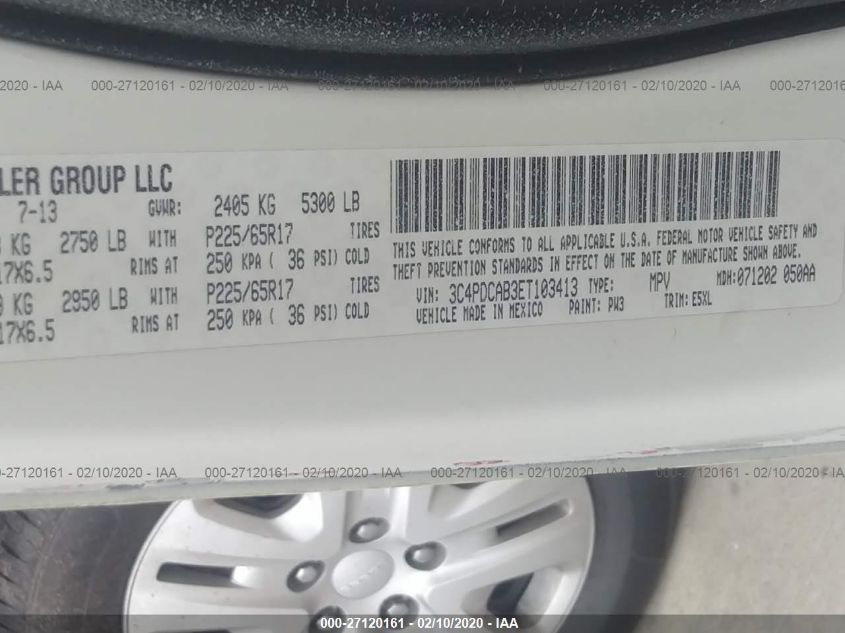 2020 - IAA 000-27120161 - 02/10/2020 - IAA 000-27120161 - 02/10/2020 - IAA 000-27120161 - 02/10/2020 - IAA 000-27120161
LER GROUP LLC
7-13 GVWR: 2405 KG 5300 LB
KG 2750 LB WITH P225/65R17 TIRES
17X6.5 RIMS AT 250 KPA ( 36 PSI) COLD
KG 2950 LB WITH P225/65R17 TIRES
17X6.5 RIMS AT 250 KPA ( 36 PSI) COLD
THIS VEHICLE CONFORMS TO ALL APPLICABLE U.S.A. FEDERAL MOTOR VEHICLE SAFETY AND
THEFT PREVENTION STANDARDS IN EFFECT ON THE DATE OF MANUFACTURE SHOWN ABOVE.
VIN: 3C4PDCAB3ET103413 TYPE: MPV MDH: 071202 050AA
VEHICLE MADE IN MEXICO PAINT: PW3 TRIM: E5XL
000-27120161 - 02/10/2020 - IAA 000-27120161 - 02/10/2020 - IAA 000-27120161 - 02/10/2020 - IAA 000-27120161 - 02/10/2020 - IAA
000-27120161 - 02/10/2020 - IAA